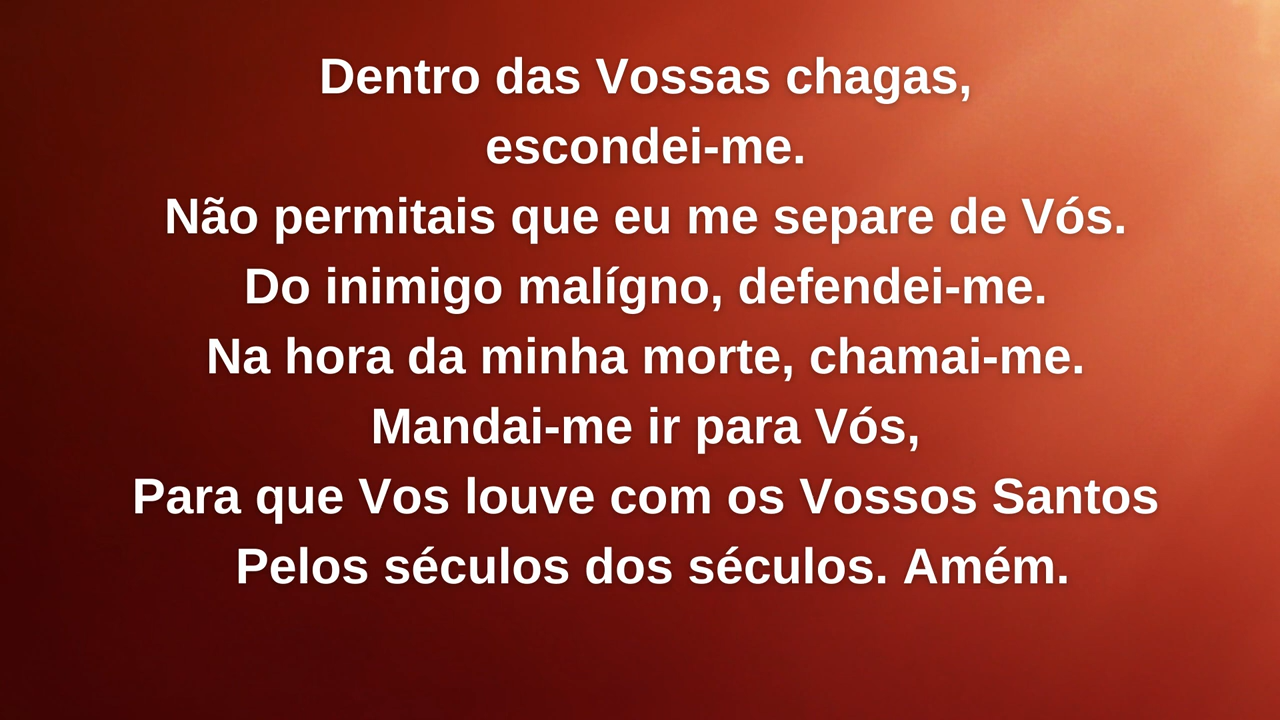 Dentro das Vossas chagas,
escondei-me.
Não permitais que eu me separe de Vós.
Do inimigo malígno, defendei-me.
Na hora da minha morte, chamai-me.
Mandai-me ir para Vós,
Para que Vos louve com os Vossos Santos
Pelos séculos dos séculos. Amém.